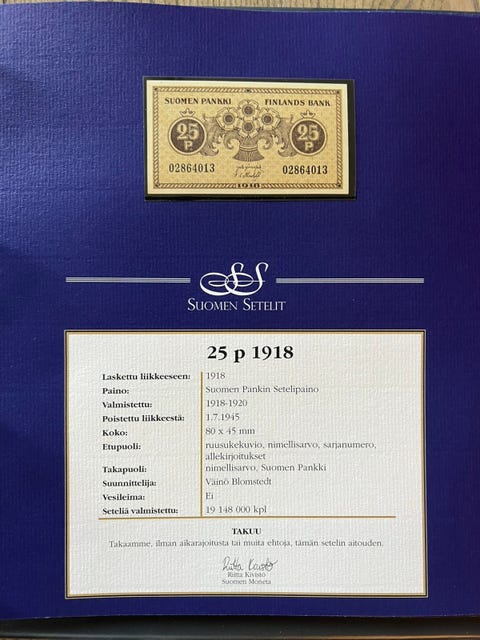 SUOMEN PANKKI FINLANDS BANK
25 P 25 P
02864013 02864013
1918
SUOMEN SETELIT
25 p 1918
Laskettu liikkeeseen: 1918
Paino: Suomen Pankin Setelipaino
Valmistettu: 1918-1920
Poistettu liikkeestä: 1.7.1945
Koko: 80 x 45 mm
Etupuoli: ruusukekuvio, nimellisarvo, sarjanumero,
allekirjoitukset
Takapuoli: nimellisarvo, Suomen Pankki
Suunnittelija: Väinö Blomstedt
Vesileima: Ei
Seteliä valmistettu: 19 148 000 kpl
TAKUU
Takaamme, ilman aikarajoitusta tai muita ehtoja, tämän setelin aitouden.
Riitta Kivistö
Riitta Kivistö
Suomen Moneta